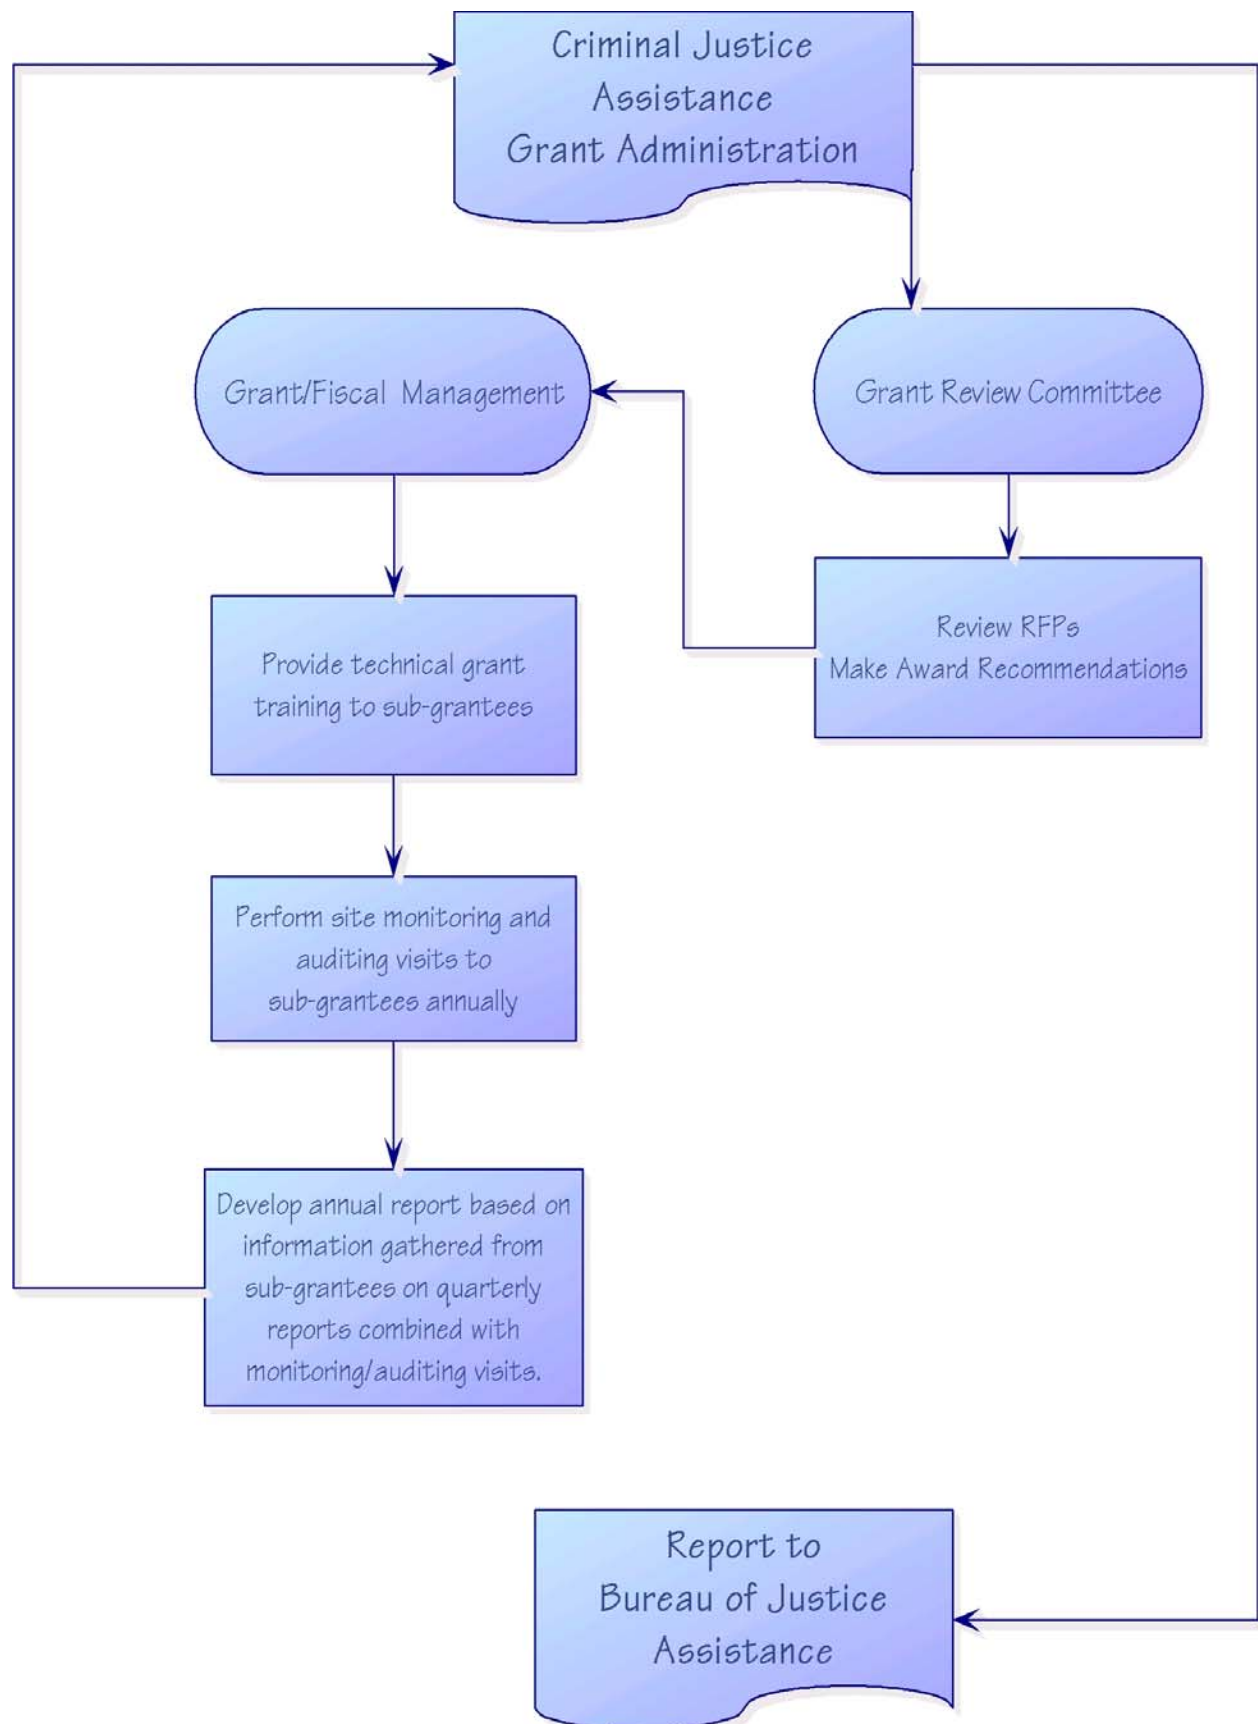 Criminal Justice
Assistance
Grant Administration
Grant/Fiscal Management
Grant Review Committee
Review RFPs
Make Award Recommendations
Provide technical grant
training to sub-grantees
Perform site monitoring and
auditing visits to
sub-grantees annually
Develop annual report based on
information gathered from
sub-grantees on quarterly
reports combined with
monitoring/auditing visits.
Report to
Bureau of Justice
Assistance